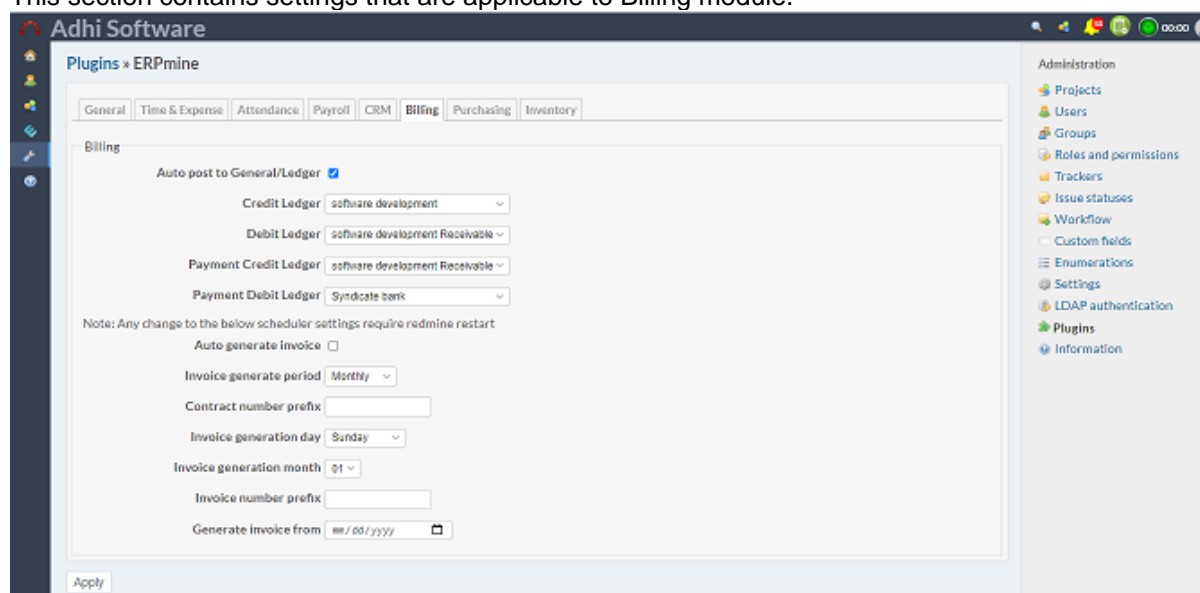 This section contains settings that are applicable to Billing module.
Adhi Software
00:00
Plugins » ERPmine
General Time & Expense Attendance Payroll CRM Billing Purchasing Inventory
Billing
Auto post to General/Ledger
Credit Ledger software development
Debit Ledger software development Receivable
Payment Credit Ledger software development Receivable
Payment Debit Ledger Syndicate bank
Note: Any change to the below scheduler settings require redmine restart
Auto generate invoice
Invoice generate period Monthly
Contract number prefix
Invoice generation day Sunday
Invoice generation month 01
Invoice number prefix
Generate invoice from mm/dd/yyyy
Apply
Administration
Projects
Users
Groups
Roles and permissions
Trackers
Issue statuses
Workflow
Custom fields
Enumerations
Settings
LDAP authentication
Plugins
Information